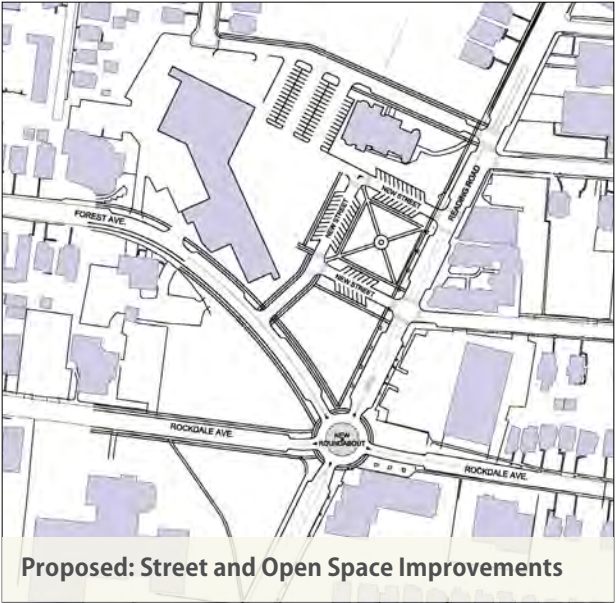 NEW STREET
READING ROAD
NEW STREET
FOREST AVE.
NEW STREET
ROCKDALE AVE.
NEW
ROUNDABOUT
ROCKDALE AVE.
Proposed: Street and Open Space Improvements